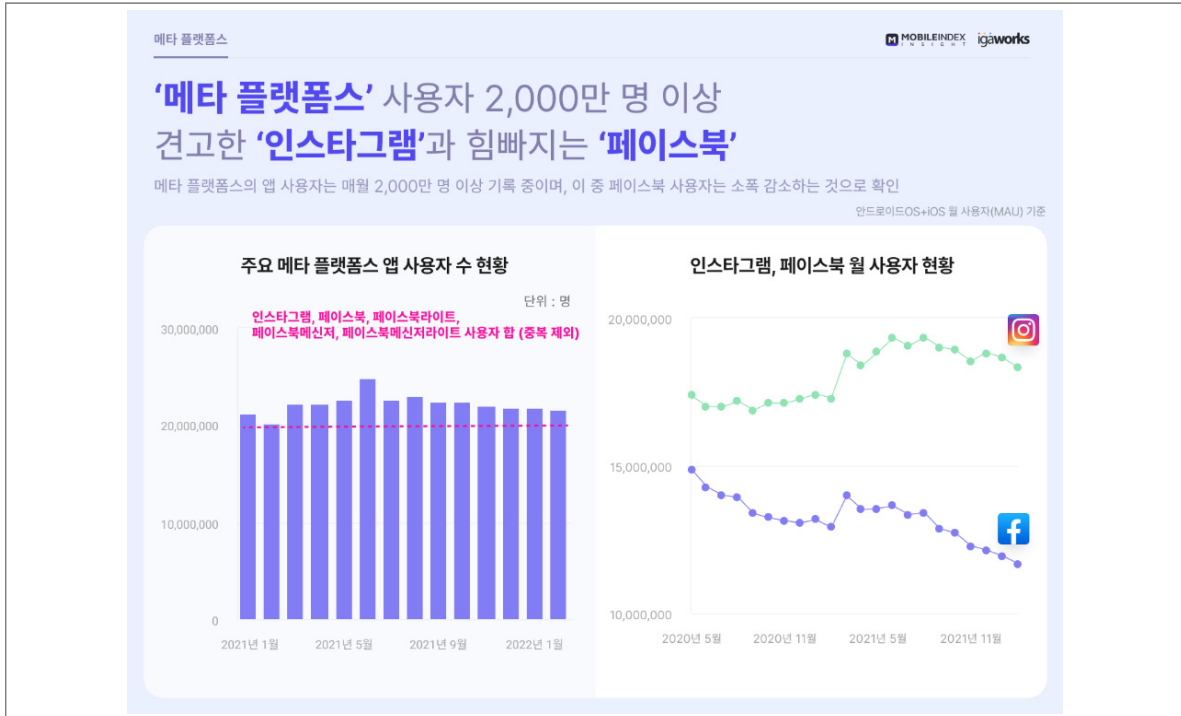 메타 플랫폼스
MOBILEINDEX
INSIGHT
igaworks
‘메타 플랫폼스’ 사용자 2,000만 명 이상
견고한 ‘인스타그램’과 힘빠지는 ‘페이스북’
메타 플랫폼스의 앱 사용자는 매월 2,000만 명 이상 기록 중이며, 이 중 페이스북 사용자는 소폭 감소하는 것으로 확인
안드로이드OS+iOS 월 사용자(MAU) 기준
주요 메타 플랫폼스 앱 사용자 수 현황
단위 : 명
인스타그램, 페이스북, 페이스북라이트,
페이스북메신저, 페이스북메신저라이트 사용자 합 (중복 제외)
30,000,000
20,000,000
10,000,000
0
2021년 1월 2021년 5월 2021년 9월 2022년 1월
인스타그램, 페이스북 월 사용자 현황
20,000,000
15,000,000
10,000,000
2020년 5월 2020년 11월 2021년 5월 2021년 11월